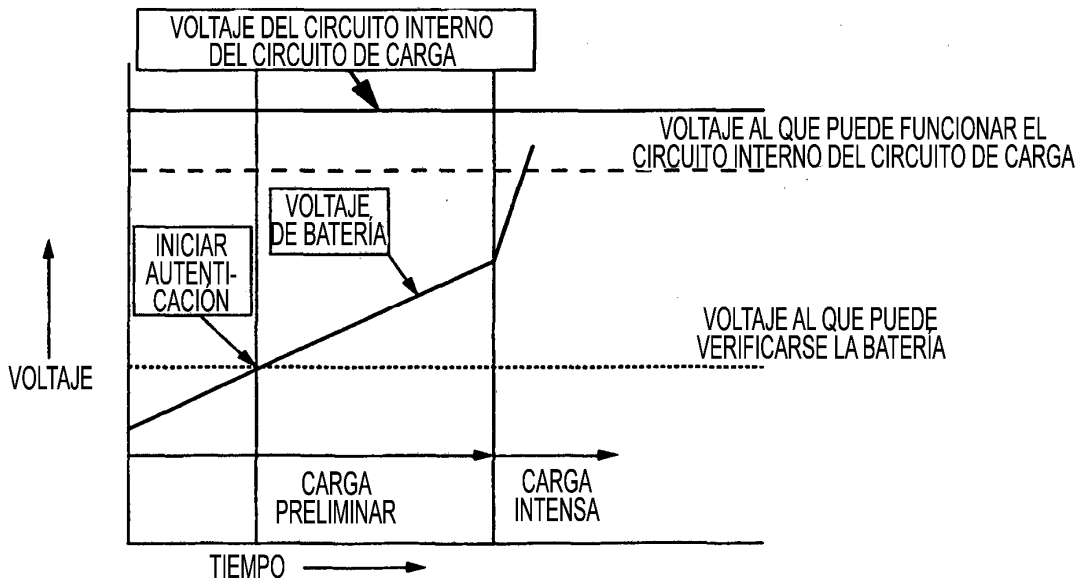 VOLTAJE DEL CIRCUITO INTERNO
DEL CIRCUITO DE CARGA
VOLTAJE AL QUE PUEDE FUNCIONAR EL
CIRCUITO INTERNO DEL CIRCUITO DE CARGA
VOLTAJE
DE BATERÍA
INICIAR
AUTENTI-
CACIÓN
VOLTAJE AL QUE PUEDE
VERIFICARSE LA BATERÍA
VOLTAJE
CARGA
PRELIMINAR
CARGA
INTENSA
TIEMPO